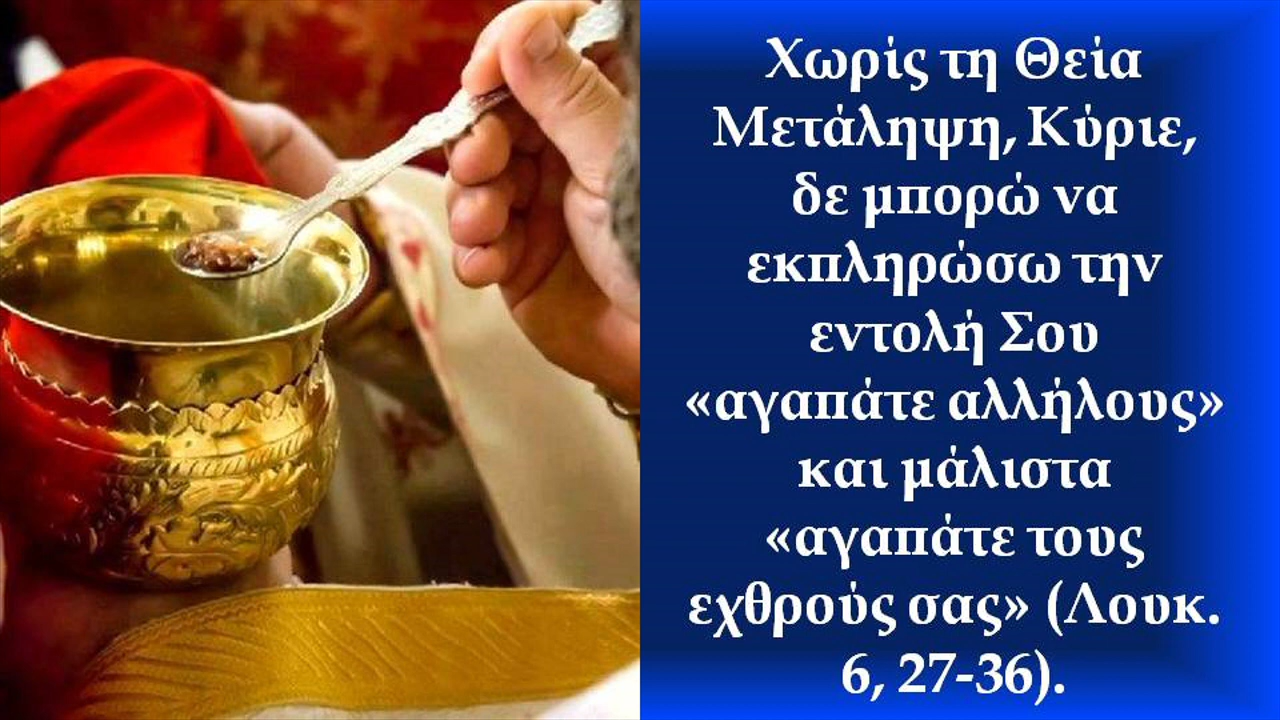 Χωρίς τη Θεία
Μετάληψη, Κύριε,
δε μπορώ να
εκπληρώσω την
εντολή Σου
«αγαπάτε αλλήλους»
και μάλιστα
«αγαπάτε τους
εχθρούς σας» (Λουκ.
6, 27-36).